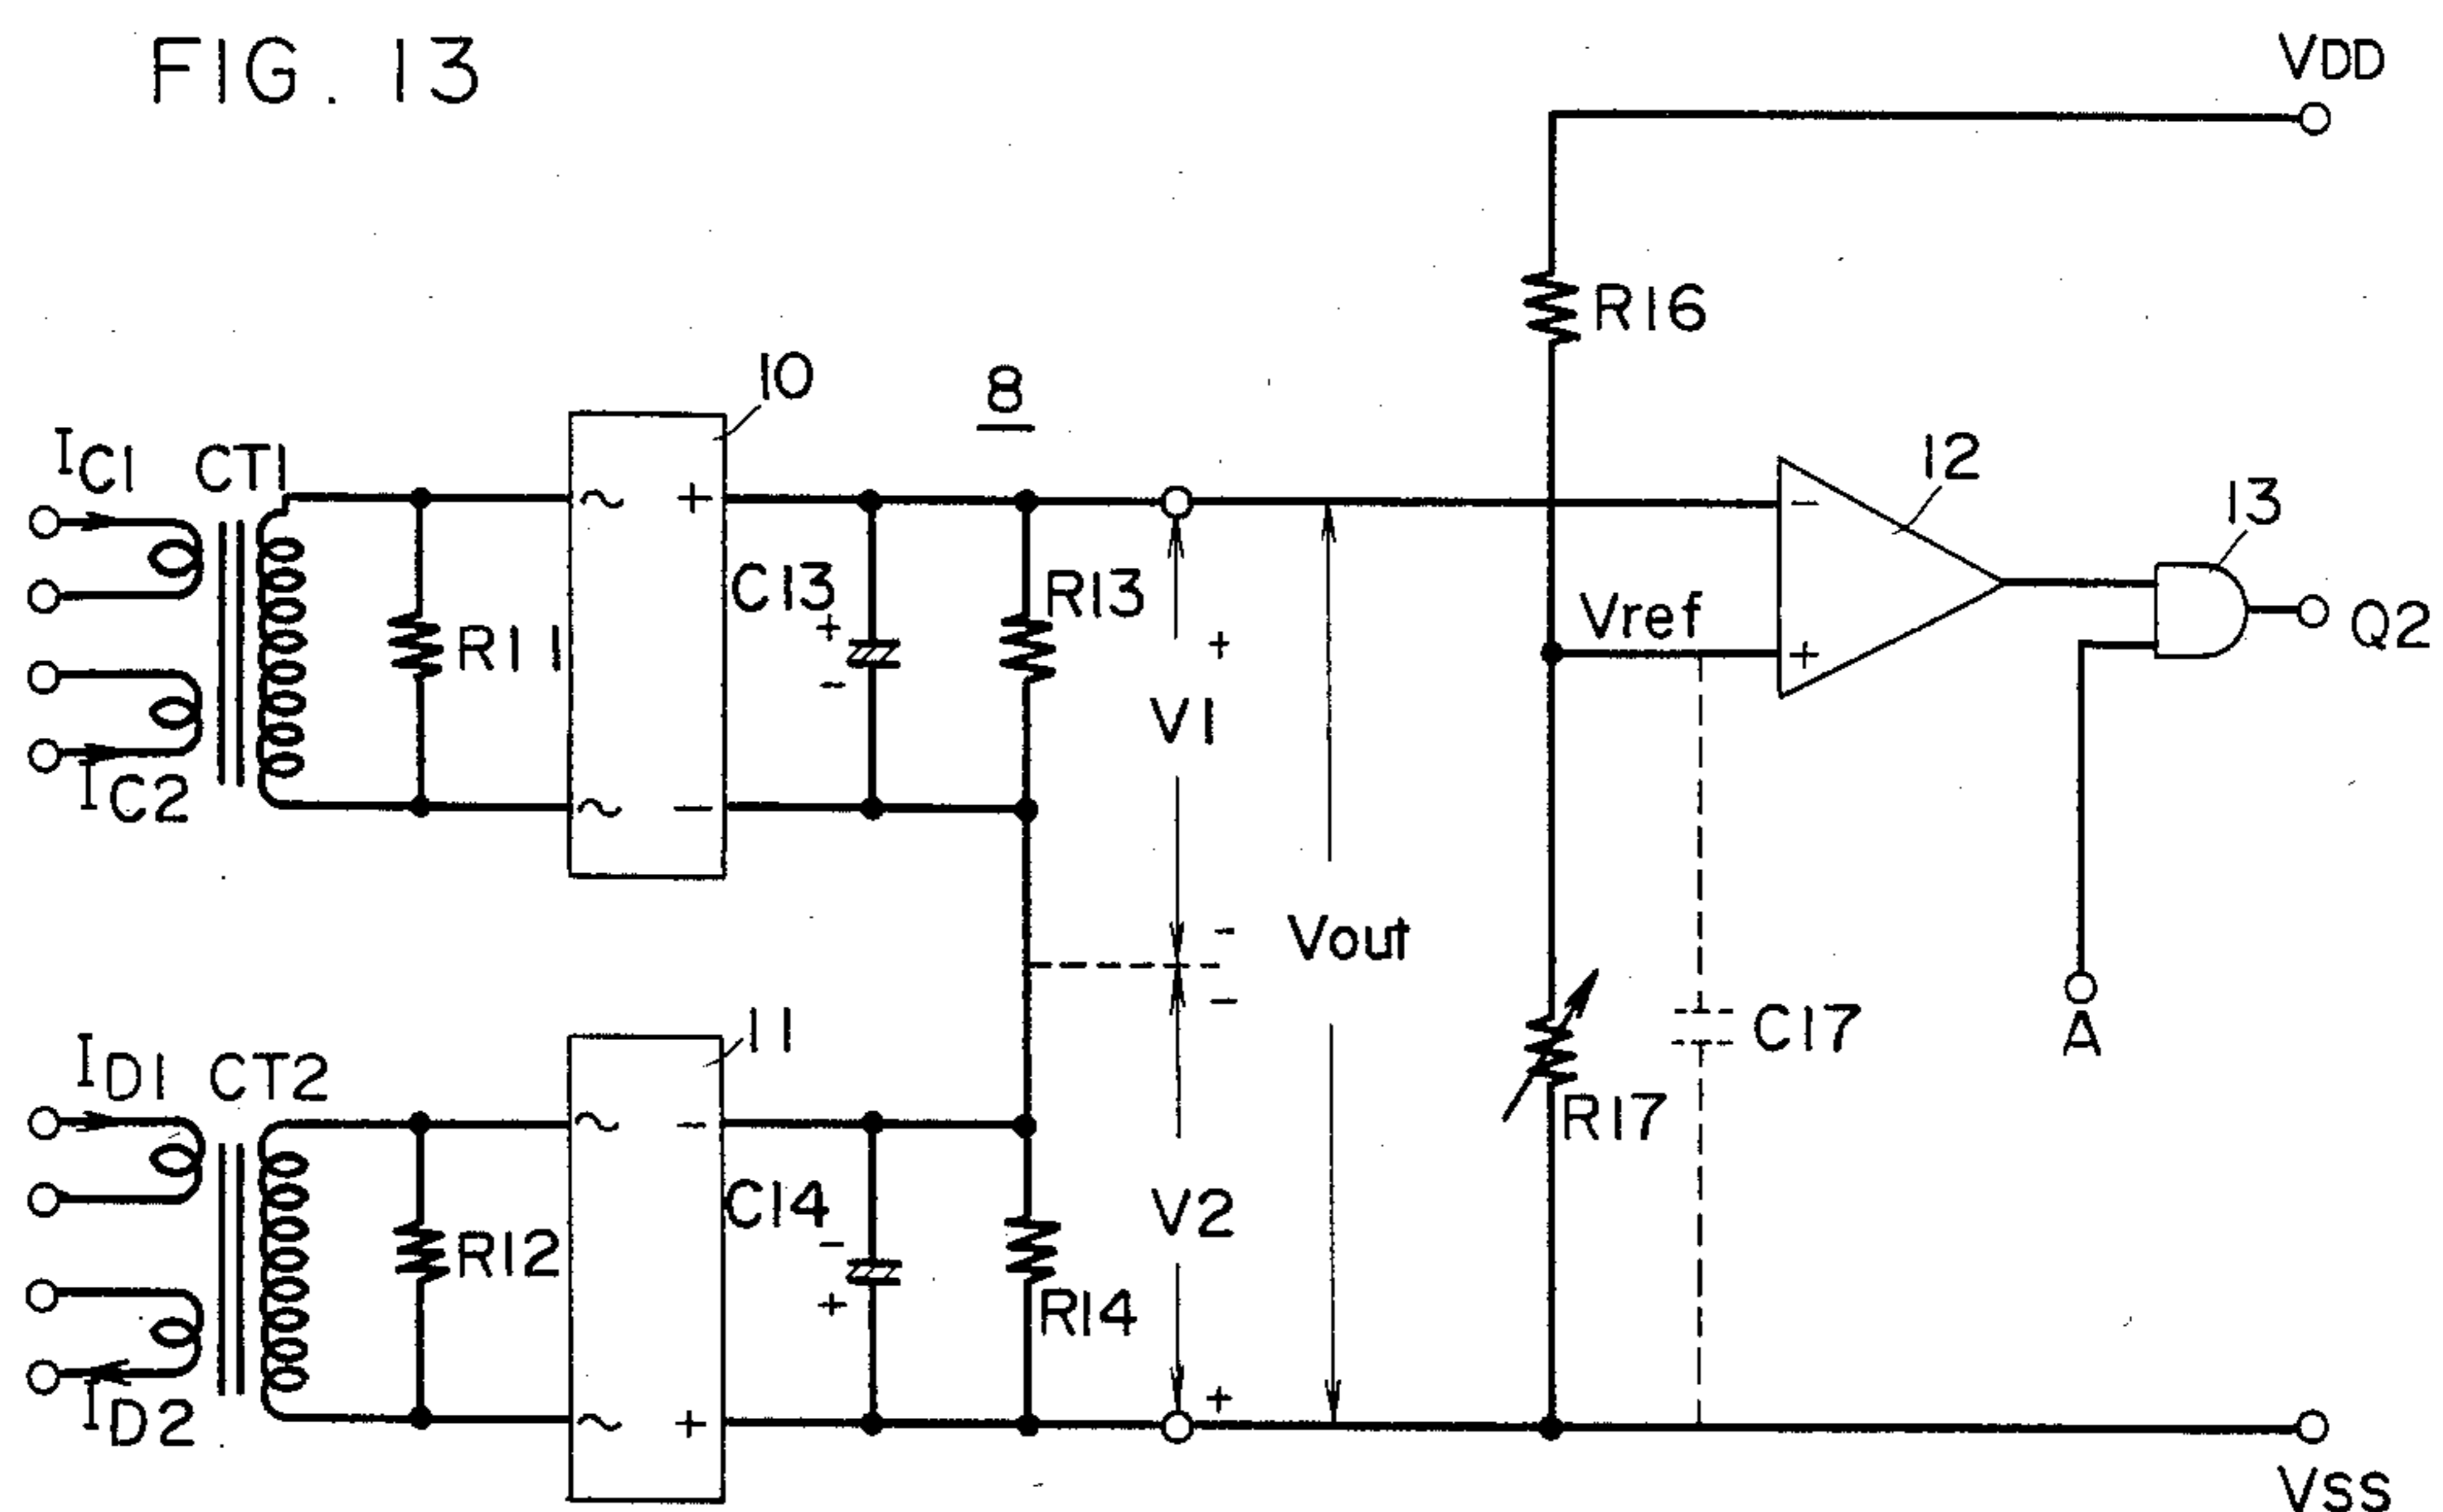 FIG. 13
VDD
R16
10
8
12
13
IC1 CT1
~ +
-
C13
+
-
R13
R11
Vref
+
Q2
+
V1
~ -
IC2
-
Vout
-
A
C17
11
ID1 CT2
~ -
R17
C14
-
+
V2
R12
R14
+
~ +
ID2
VSS